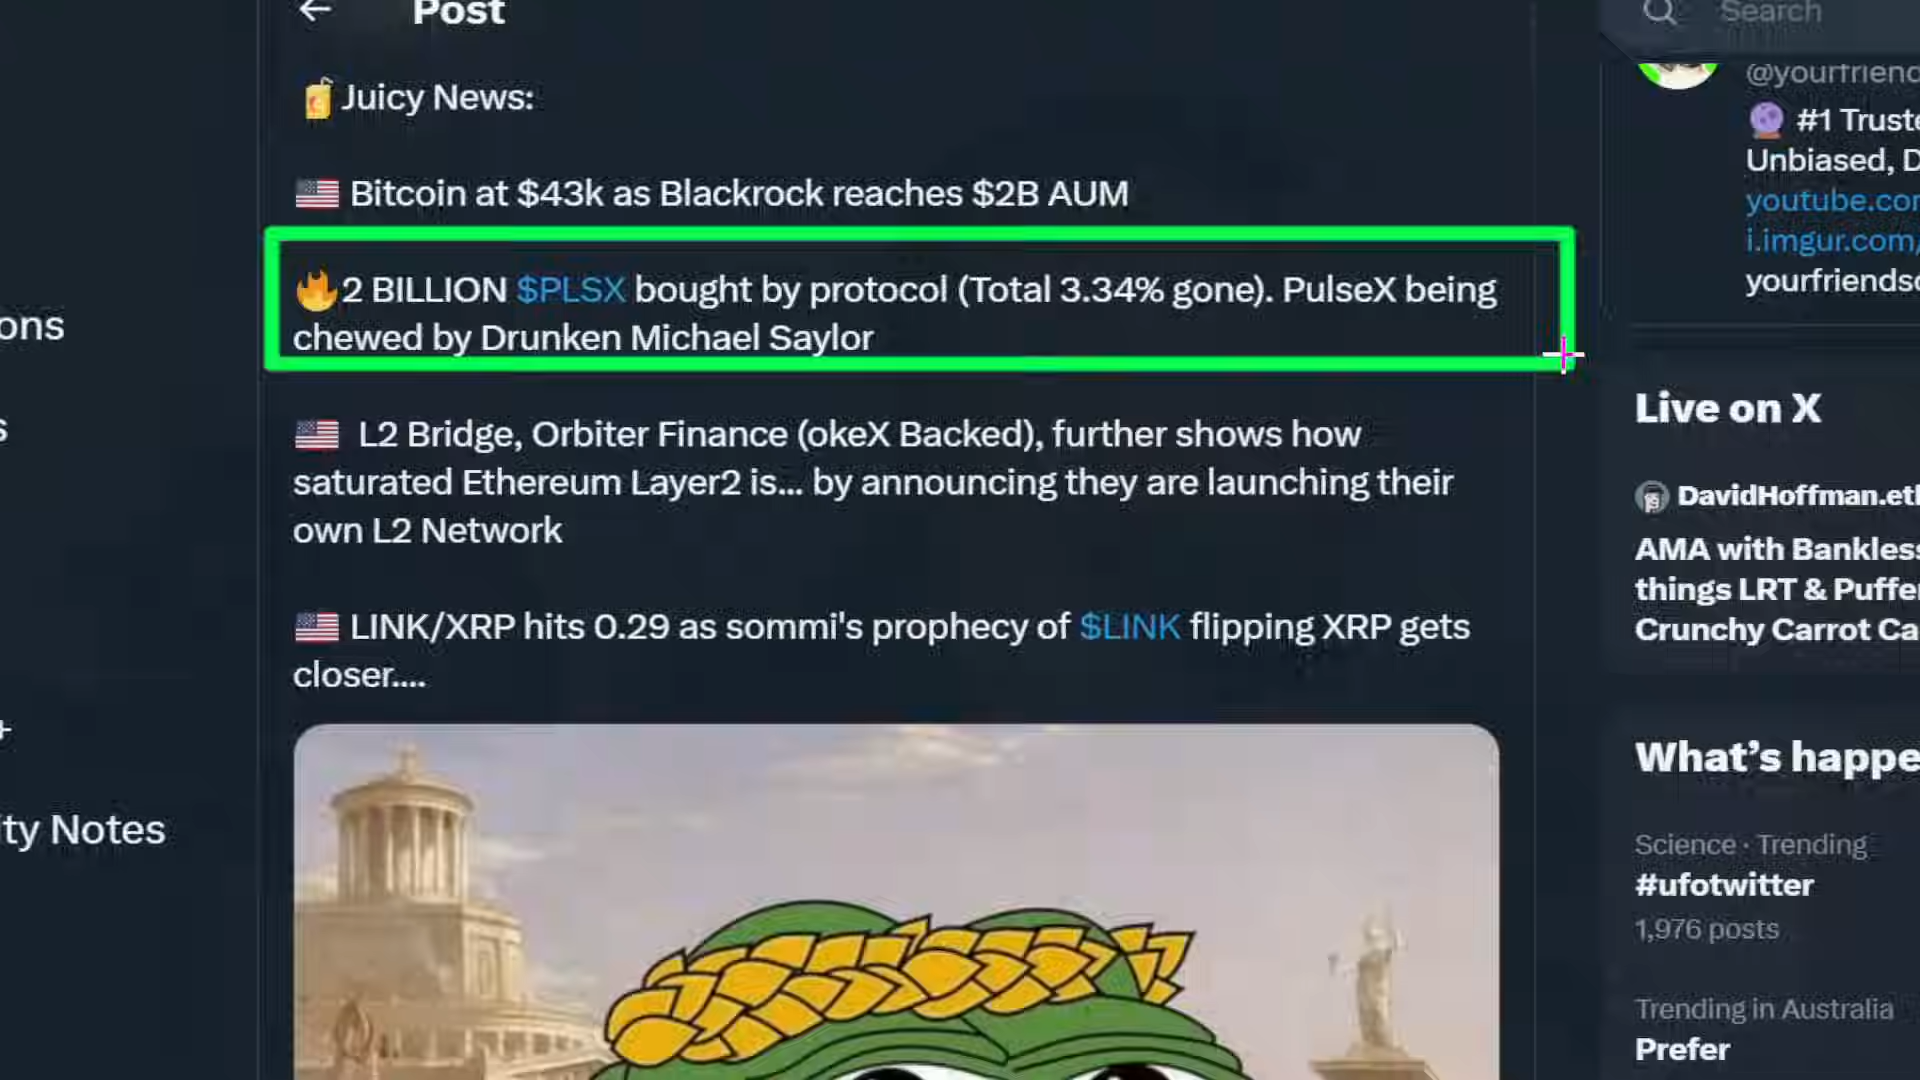 Post
Juicy News:
Bitcoin at $43k as Blackrock reaches $2B AUM
2 BILLION $PLSX bought by protocol (Total 3.34% gone). PulseX being
chewed by Drunken Michael Saylor
L2 Bridge, Orbiter Finance (okeX Backed), further shows how
saturated Ethereum Layer2 is... by announcing they are launching their
own L2 Network
LINK/XRP hits 0.29 as sommi's prophecy of $LINK flipping XRP gets
closer....
ons
s
+
ty Notes
Search
@yourfriend
#1 Trust
Unbiased, D
youtube.co
i.imgur.com/
yourfriends
Live on X
DavidHoffman.et
AMA with Bankless
things LRT & Puffe
Crunchy Carrot Ca
What's happe
Science · Trending
#ufotwitter
1,976 posts
Trending in Australia
Prefer